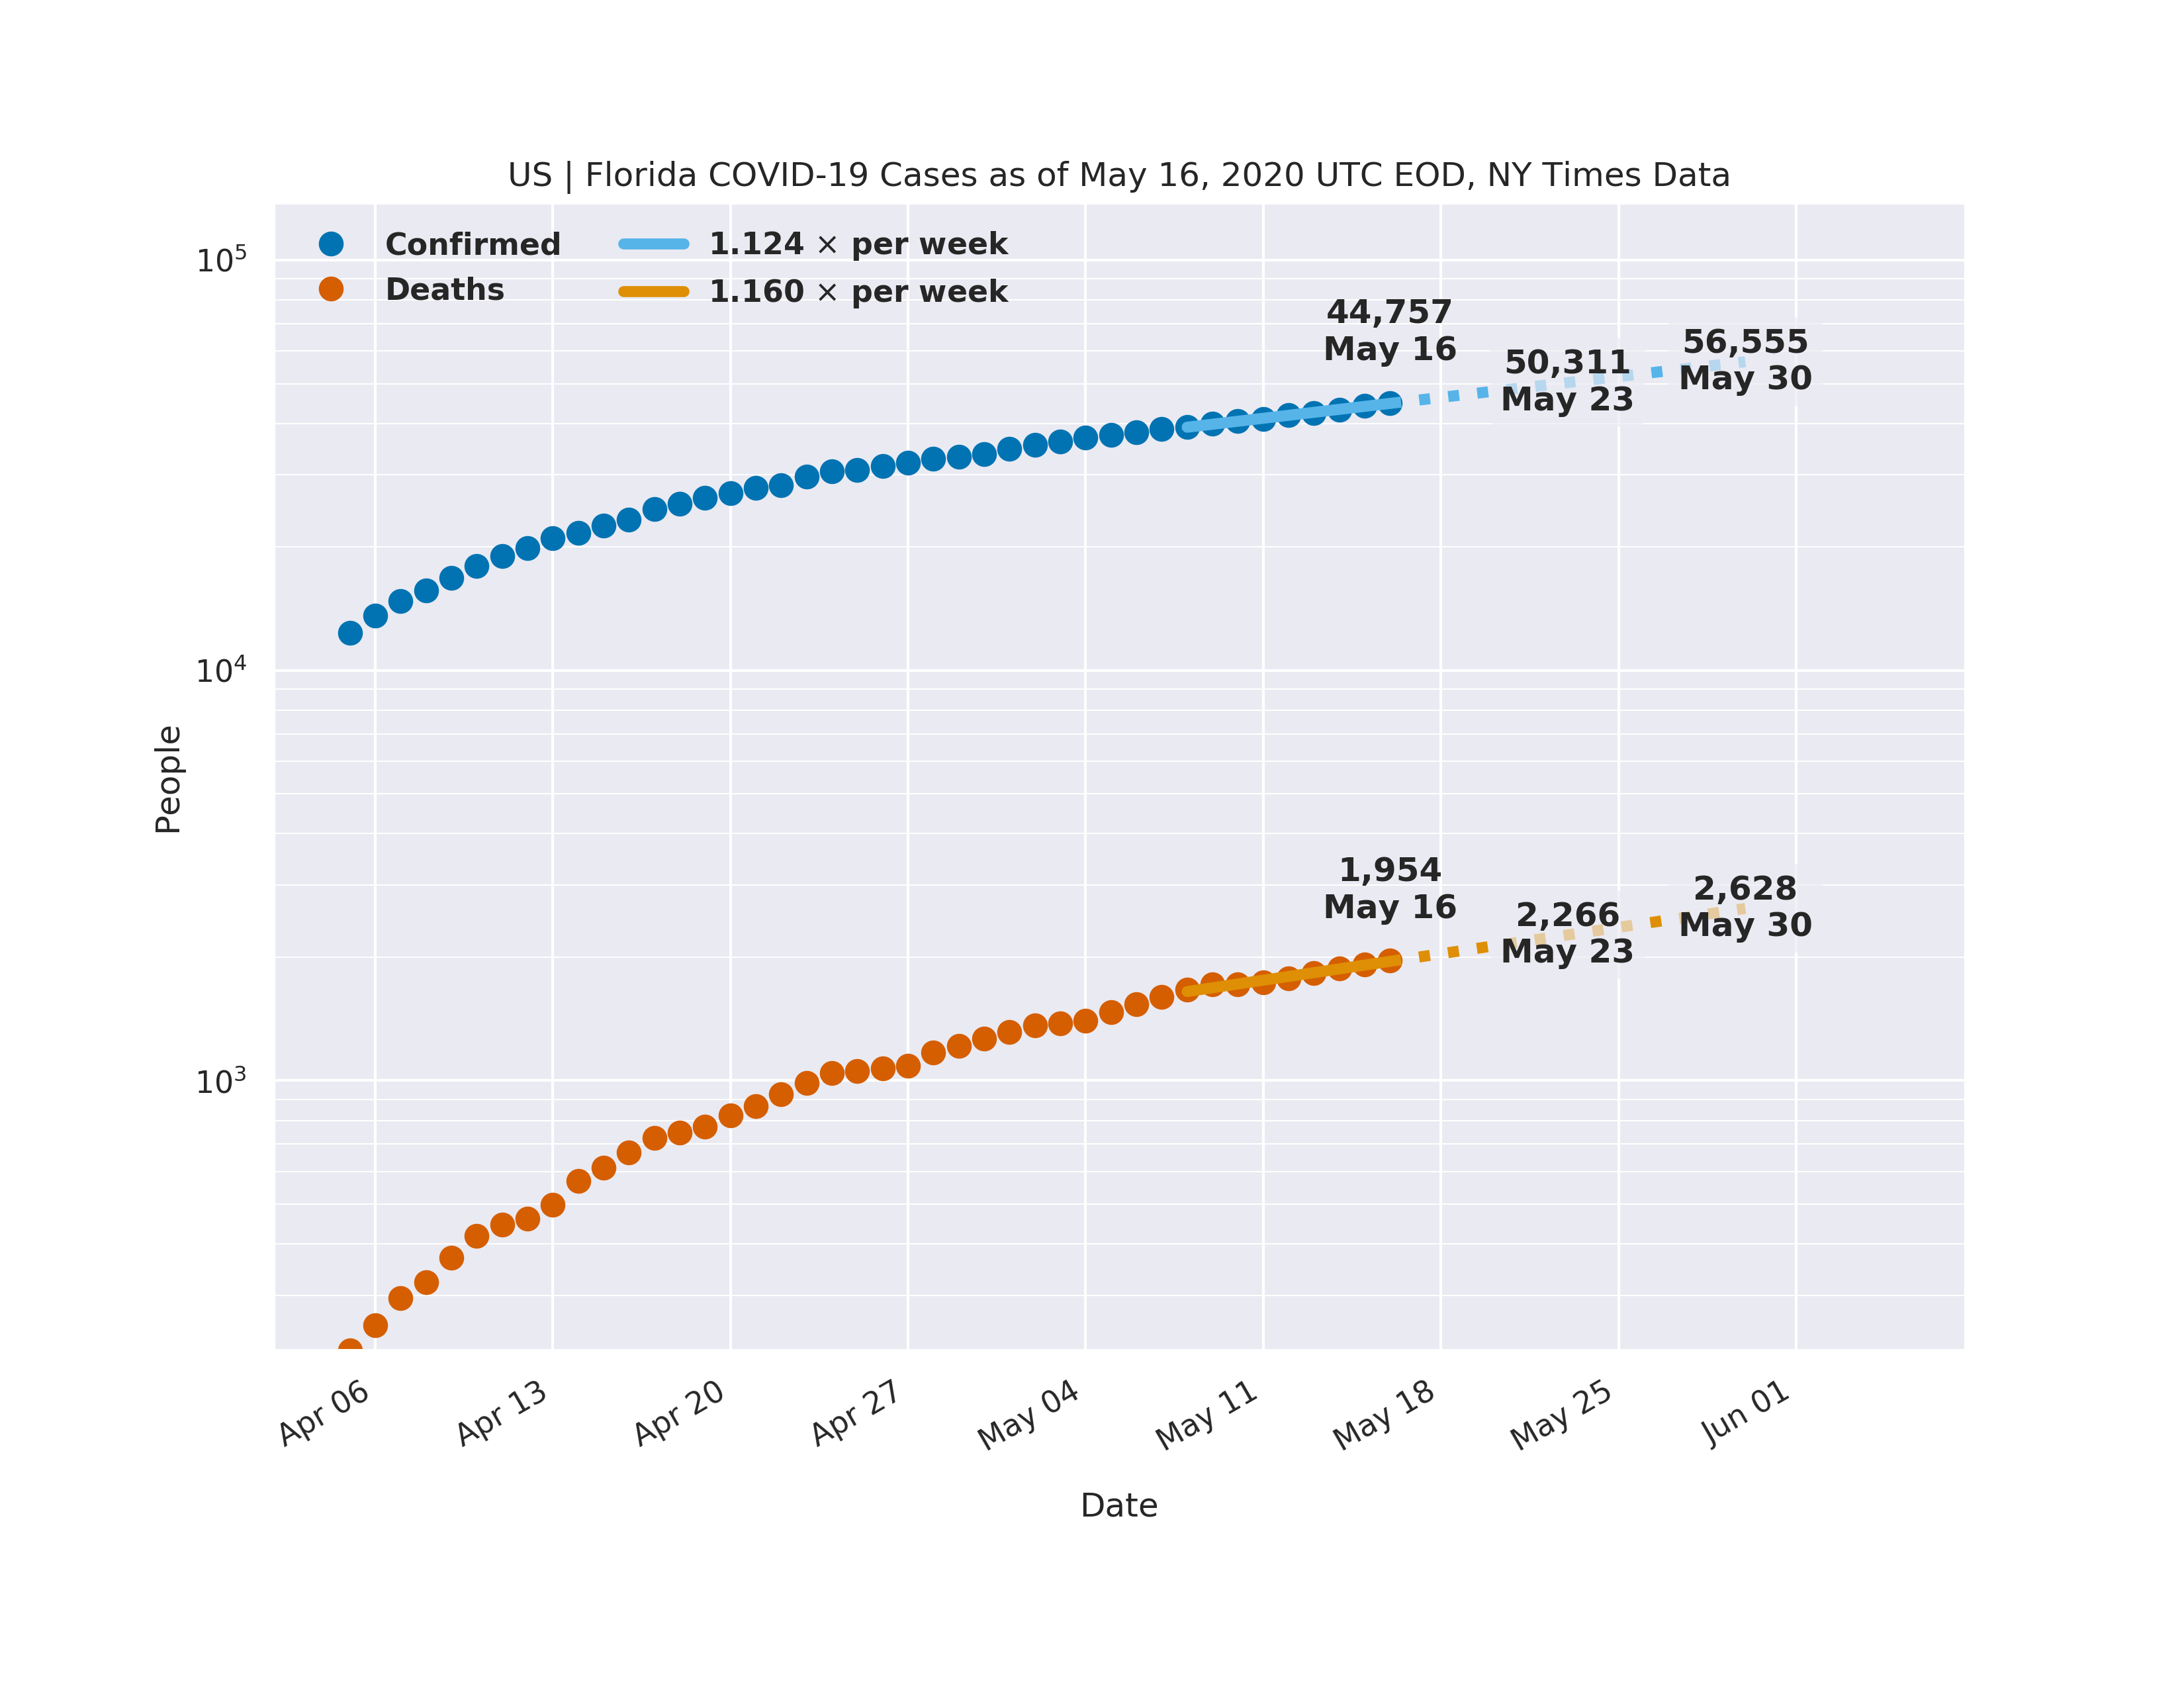 US | Florida COVID-19 Cases as of May 16, 2020 UTC EOD, NY Times Data
Confirmed
Deaths
1.124 × per week
1.160 × per week
10⁵
10⁴
10³
People
44,757
May 16
50,311
May 23
56,555
May 30
1,954
May 16
2,266
May 23
2,628
May 30
Apr 06
Apr 13
Apr 20
Apr 27
May 04
May 11
May 18
May 25
Jun 01
Date